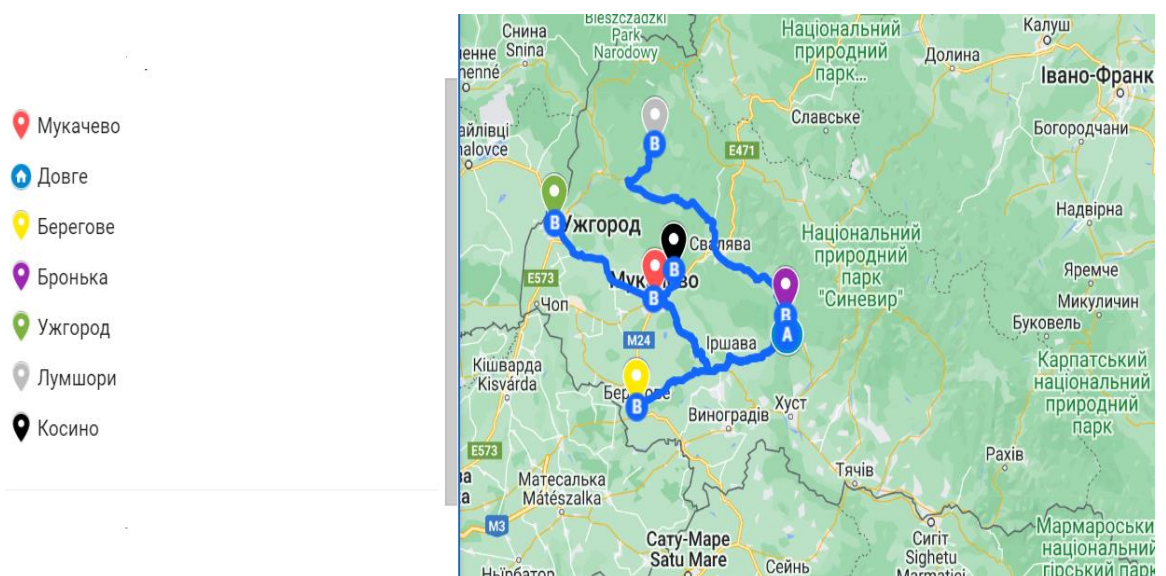 Мукачево
Довге
Берегове
Бронька
Ужгород
Лумшори
Косино
Bieszczadzki
Park
Narodowy
Снина
Snina
Національний
природний
парк...
Калуш
Долина
Івано-Франк
Богородчани
Славське
E471
Надвірна
Ужгород
Свалява
Національний
природний
парк
"Синевир"
Яремче
Микуличин
Буковель
E573
Чоп
M24
Іршава
Карпатський
національний
природний
парк
Кішварда
Kisvárda
Виноградів
Хуст
Рахів
E573
Тячів
Матесалька
Mátészalka
M3
Сату-Маре
Satu Mare
Сигіт
Sighetu
Сейнь
Мармароськи
національний
гірський парк
B
B
B
B
B
A
B